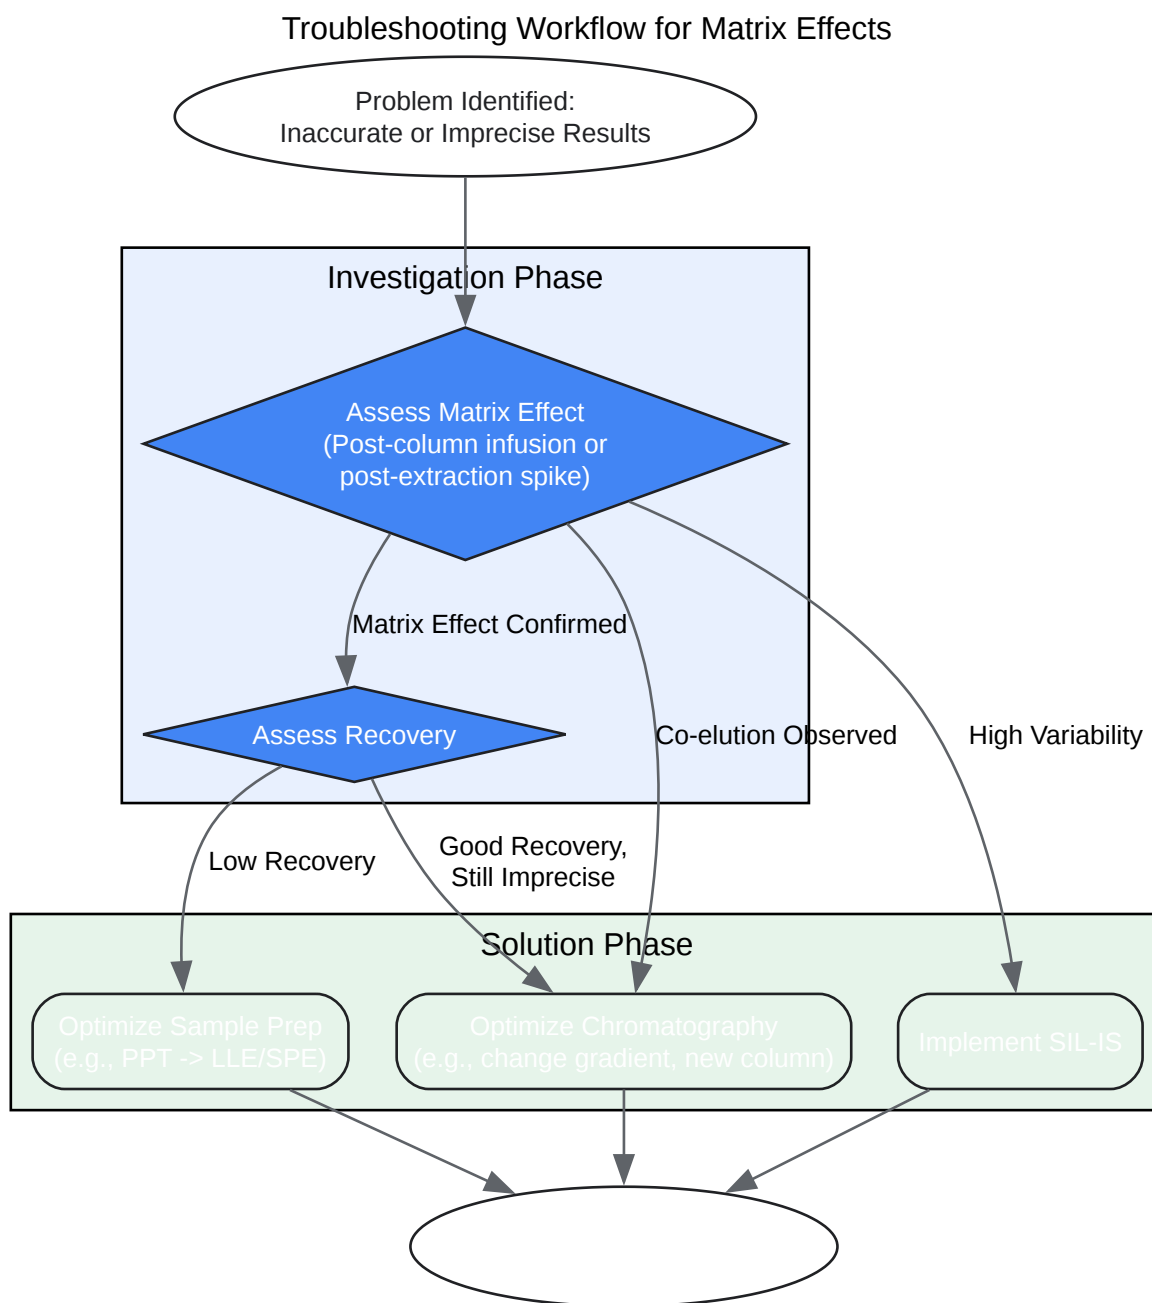 Troubleshooting Workflow for Matrix Effects
Problem Identified:
Inaccurate or Imprecise Results
Investigation Phase
Assess Matrix Effect
(Post-column infusion or
post-extraction spike)
Matrix Effect Confirmed
Assess Recovery
Co-elution Observed
High Variability
Low Recovery
Good Recovery,
Still Imprecise
Solution Phase
Optimize Sample Prep
(e.g., PPT -> LLE/SPE)
Optimize Chromatography
(e.g., change gradient, new column)
Implement SIL-IS